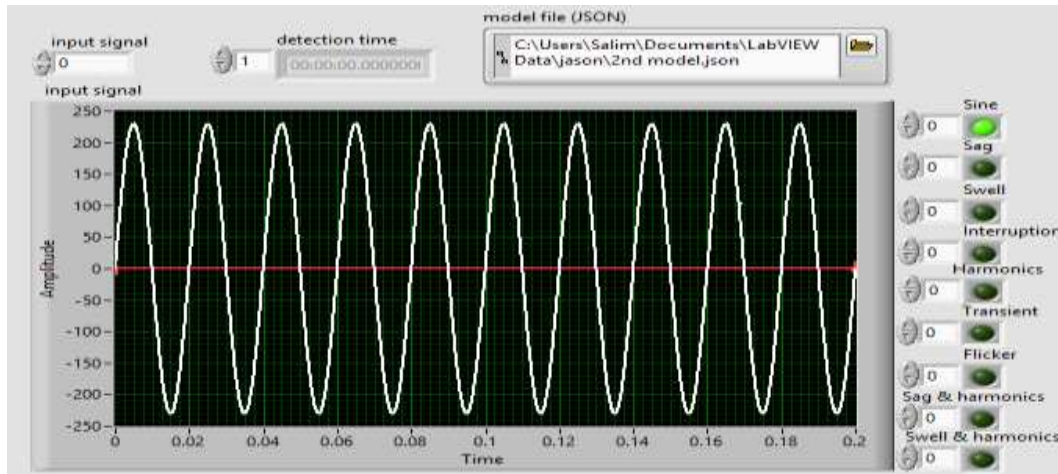 model file (JSON)
input signal
0
detection time
1
00:00:00.000000
C:\Users\Salim\Documents\LabVIEW
Data\jason\2nd model.json
input signal
Amplitude
250
200
150
100
50
0
-50
-100
-150
-200
-250
0
0.02
0.04
0.06
0.08
0.1
0.12
0.14
0.16
0.18
0.2
Time
Sine
0
Sag
0
Swell
0
Interruption
0
Harmonics
0
Transient
0
Flicker
0
Sag & harmonics
0
Swell & harmonics
0